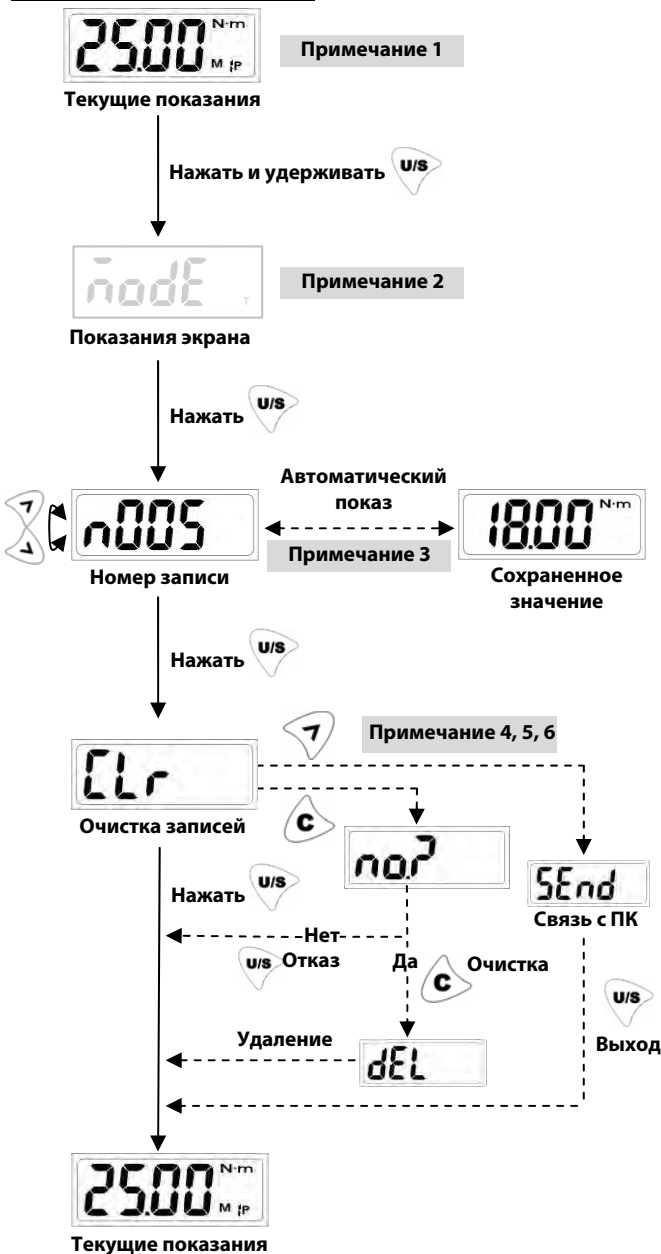 25.00 N·m
M P
Примечание 1
Текущие показания
Нажать и удерживать U/S
modE T
Примечание 2
Показания экрана
Нажать U/S
Автоматический
показ
n005
18.00 N·m
Примечание 3
Номер записи
Сохраненное
значение
Нажать U/S
Примечание 4, 5, 6
CLr
Очистка записей
C
no.?
SEnd
Связь с ПК
Нажать U/S
Нет
U/S Отказ
Да
C Очистка
U/S
Выход
Удаление
dEL
25.00 N·m
M P
Текущие показания